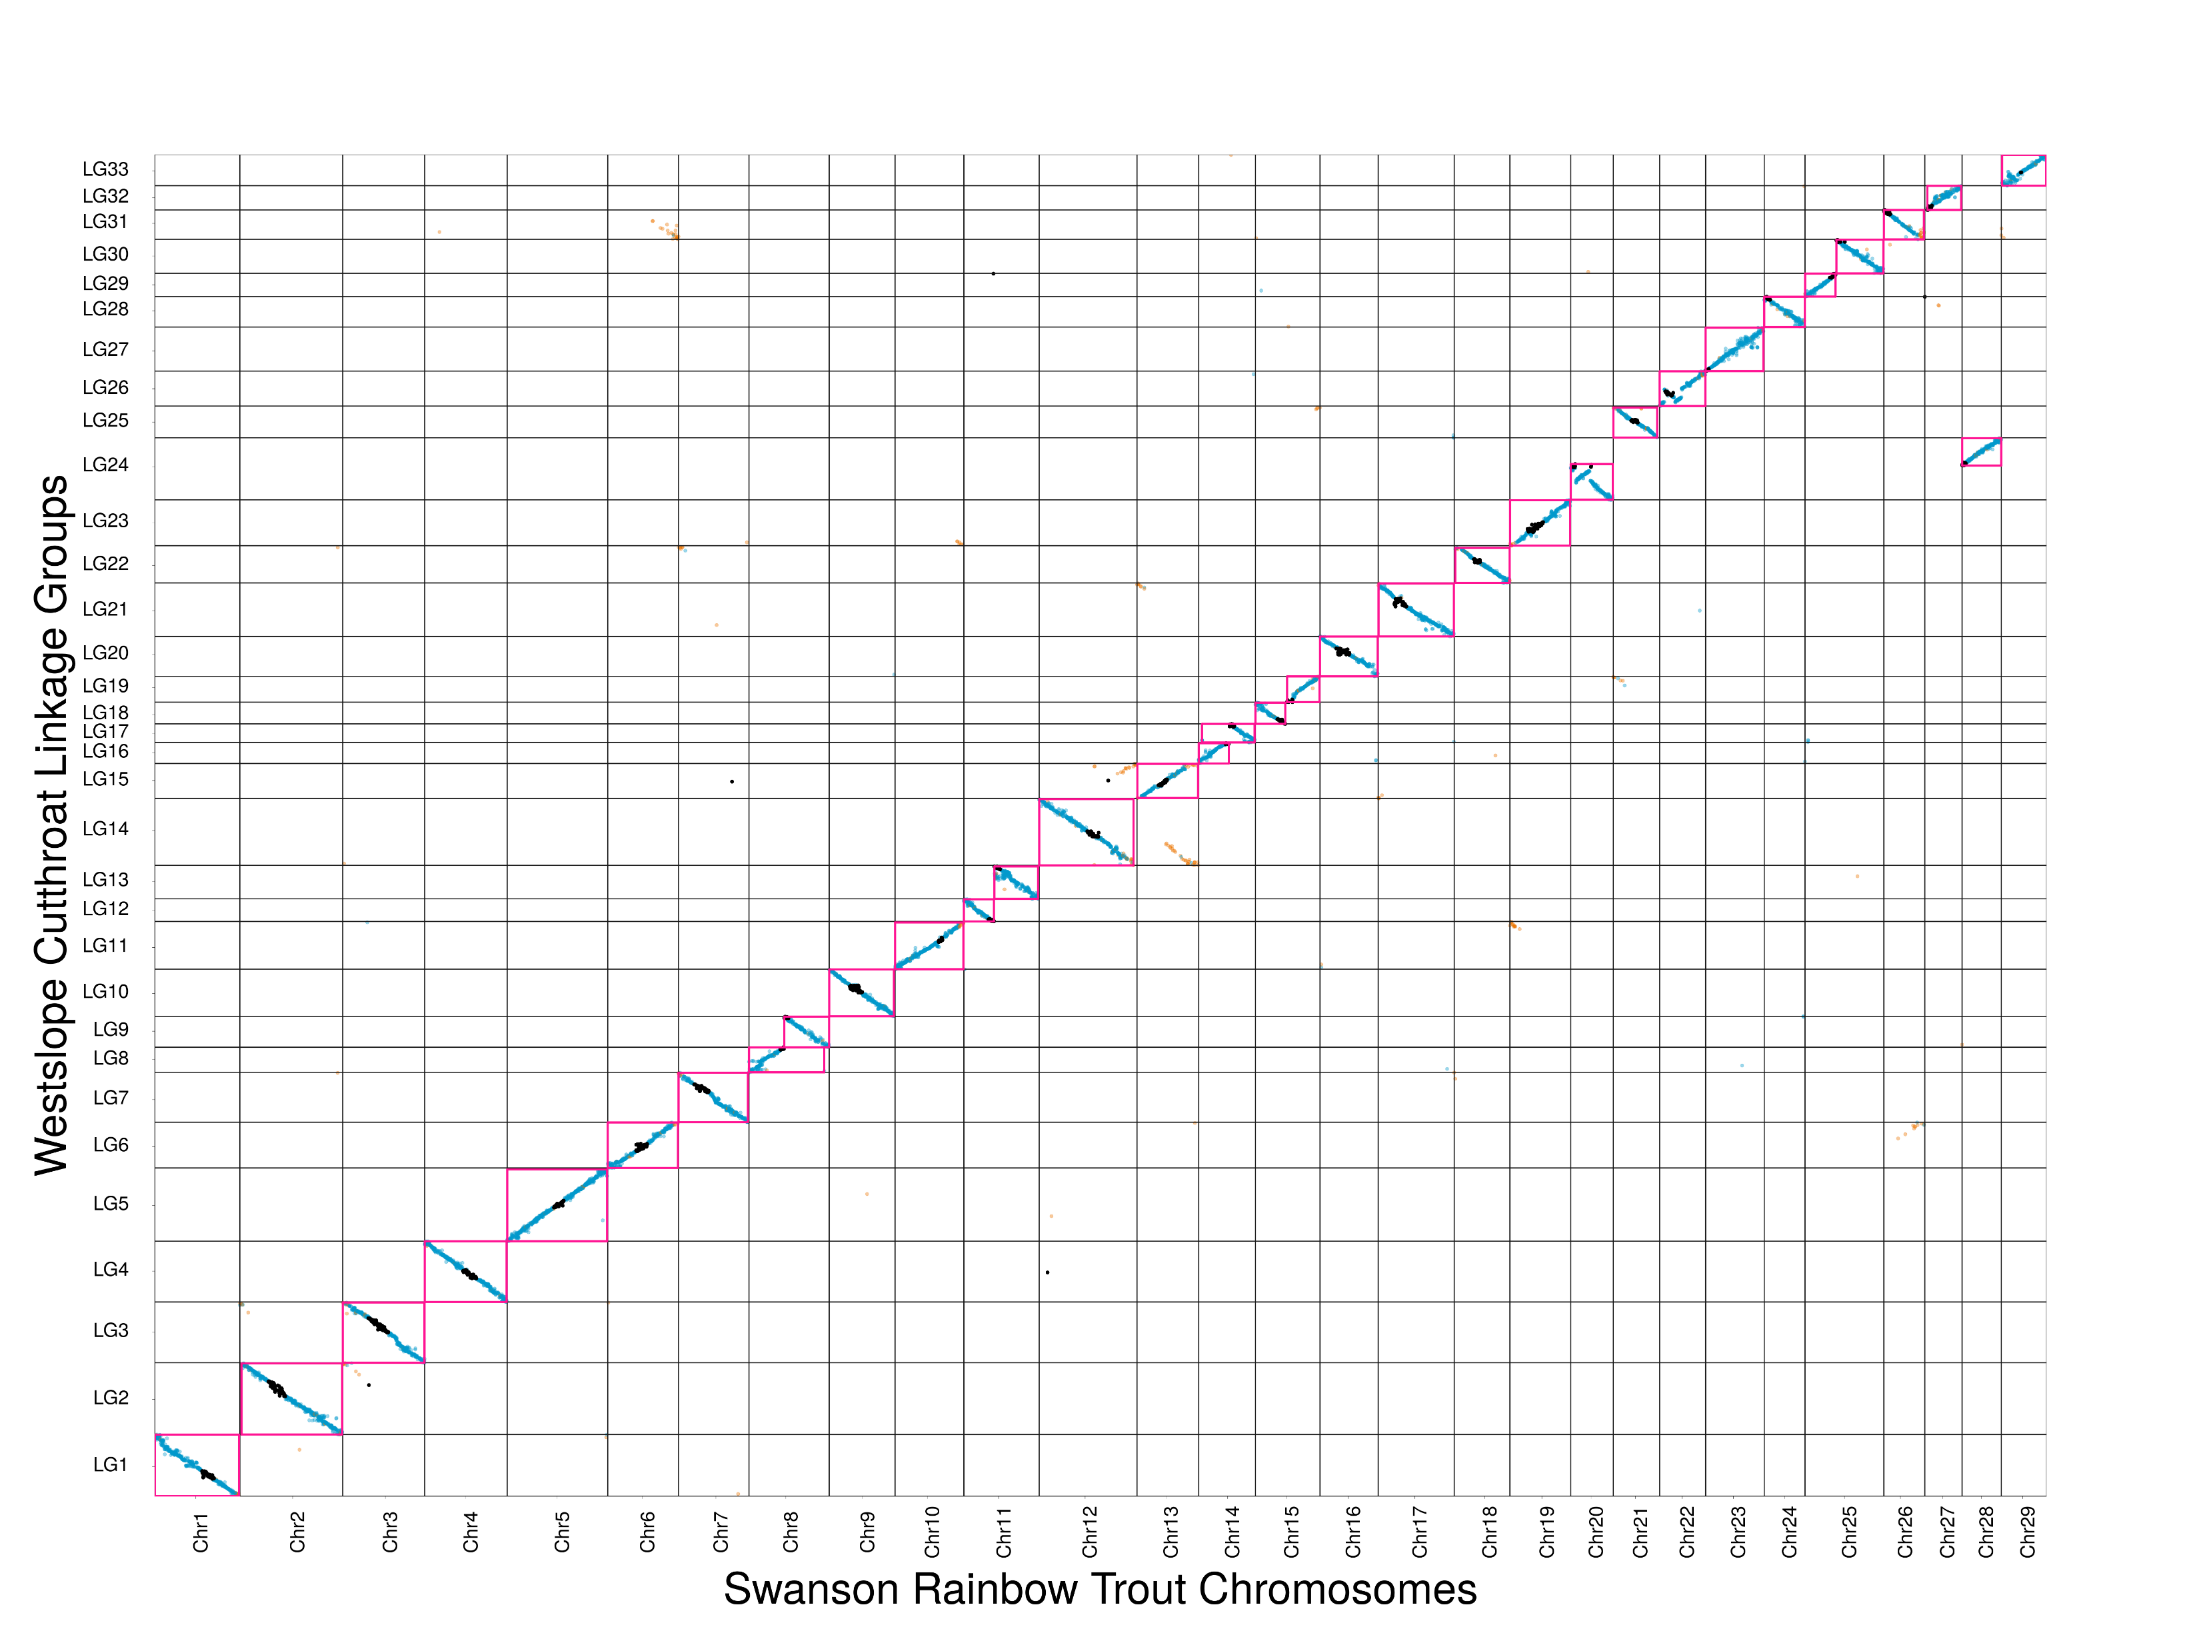 LG33
LG32
LG31
LG30
LG29
LG28
LG27
LG26
LG25
LG24
LG23
LG22
LG21
LG20
LG19
LG18
LG17
LG16
LG15
LG14
LG13
LG12
LG11
LG10
LG9
LG8
LG7
LG6
LG5
LG4
LG3
LG2
LG1
Westslope Cutthroat Linkage Groups
Chr1
Chr2
Chr3
Chr4
Chr5
Chr6
Chr7
Chr8
Chr9
Chr10
Chr11
Chr12
Chr13
Chr14
Chr15
Chr16
Chr17
Chr18
Chr19
Chr20
Chr21
Chr22
Chr23
Chr24
Chr25
Chr26
Chr27
Chr28
Chr29
Swanson Rainbow Trout Chromosomes